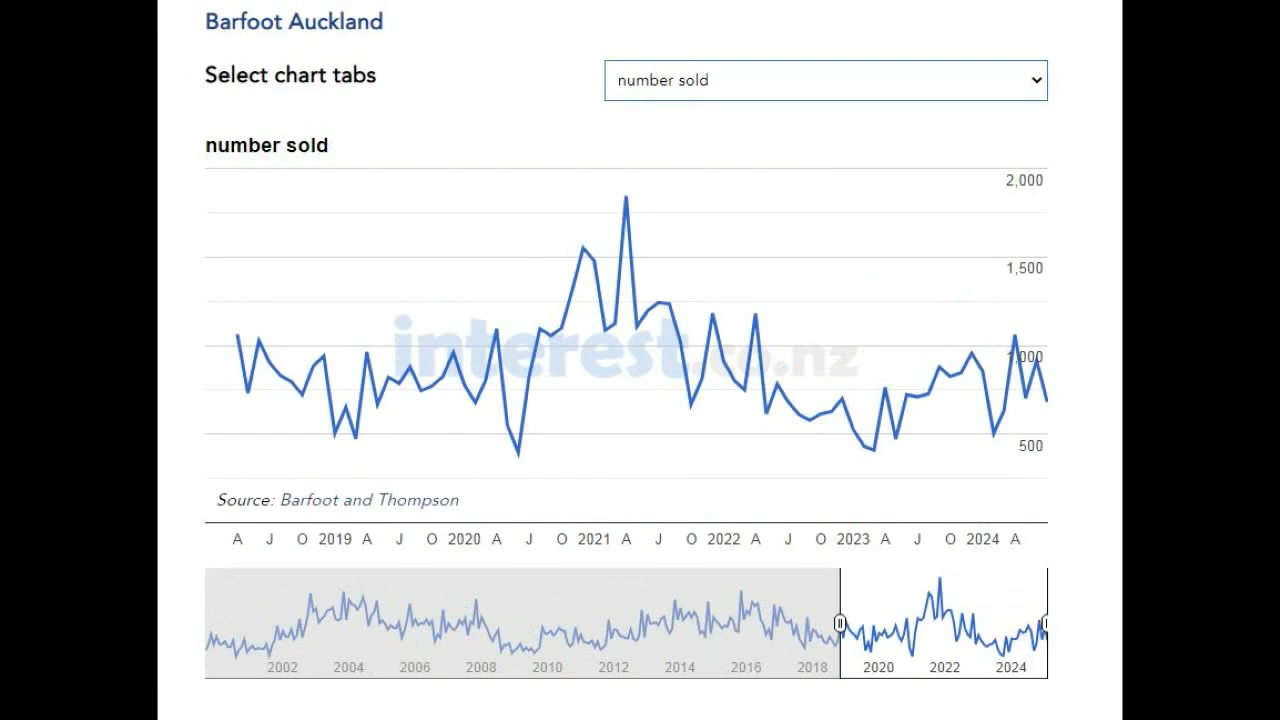 Barfoot Auckland
Select chart tabs
number sold
number sold
2,000
1,500
interest.co.nz
1,000
500
Source: Barfoot and Thompson
A J O 2019 A J O 2020 A J O 2021 A J O 2022 A J O 2023 A J O 2024 A
2002 2004 2006 2008 2010 2012 2014 2016 2018 2020 2022 2024